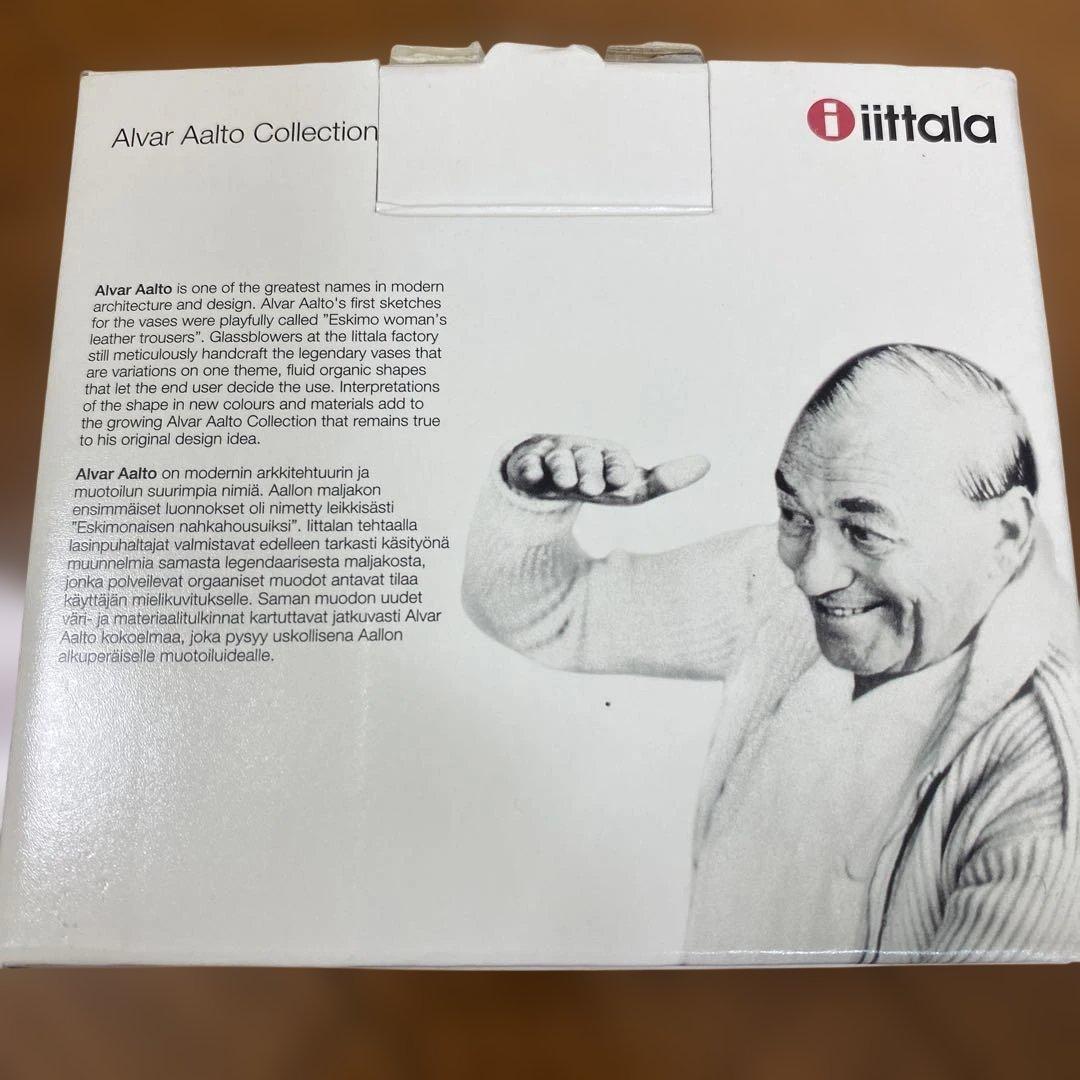 Alvar Aalto Collection
iittala
Alvar Aalto is one of the greatest names in modern
architecture and design. Alvar Aalto's first sketches
for the vases were playfully called "Eskimo woman's
leather trousers". Glassblowers at the Iittala factory
still meticulously handcraft the legendary vases that
are variations on one theme, fluid organic shapes
that let the end user decide the use. Interpretations
of the shape in new colours and materials add to
the growing Alvar Aalto Collection that remains true
to his original design idea.
Alvar Aalto on modernin arkkitehtuurin ja
muotoilun suurimpia nimiä. Aallon maljakon
ensimmäiset luonnokset oli nimetty leikkisästi
"Eskimonaisen nahkahousuiksi". Iittalan tehtaalla
lasinpuhaltajat valmistavat edelleen tarkasti käsityönä
muunnelmia samasta legendaarisesta maljakosta,
jonka polveilevat orgaaniset muodot antavat tilaa
käyttäjän mielikuvitukselle. Saman muodon uudet
väri- ja materiaalitulkinnat kartuttavat jatkuvasti Alvar
Aalto kokoelmaa, joka pysyy uskollisena Aallon
alkuperäiselle muotoiluidealle.